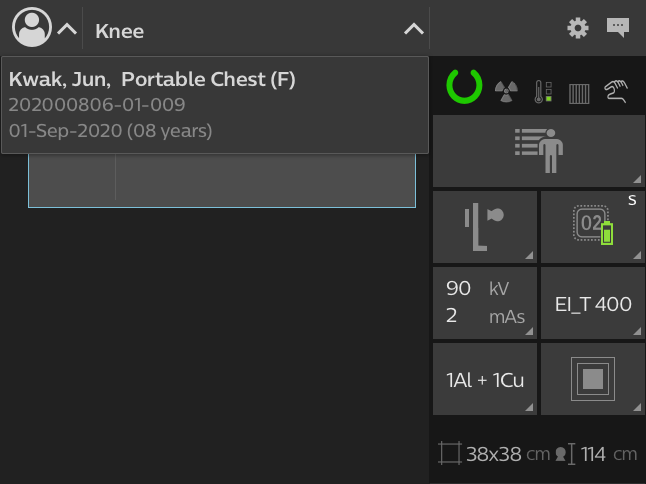 Knee
Kwak, Jun, Portable Chest (F)
202000806-01-009
01-Sep-2020 (08 years)
S
02
90 kV
2 mAs
EI_T 400
1Al + 1Cu
38x38 cm 114 cm